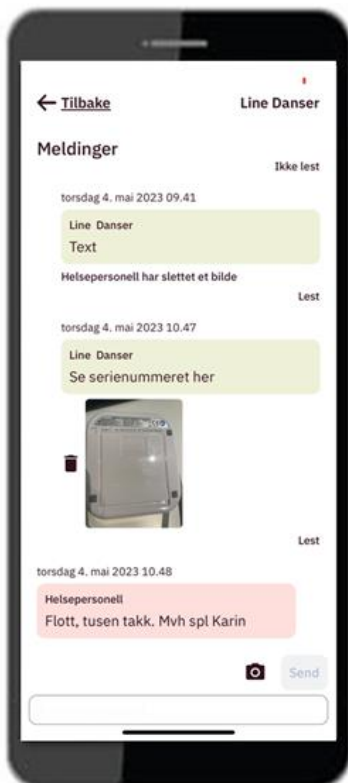 ← Tilbake
Line Danser
Meldinger
Ikke lest
torsdag 4. mai 2023 09.41
Line Danser
Text
Helsepersonell har slettet et bilde
Lest
torsdag 4. mai 2023 10.47
Line Danser
Se serienummeret her
Lest
torsdag 4. mai 2023 10.48
Helsepersonell
Flott, tusen takk. Mvh spl Karin
Send